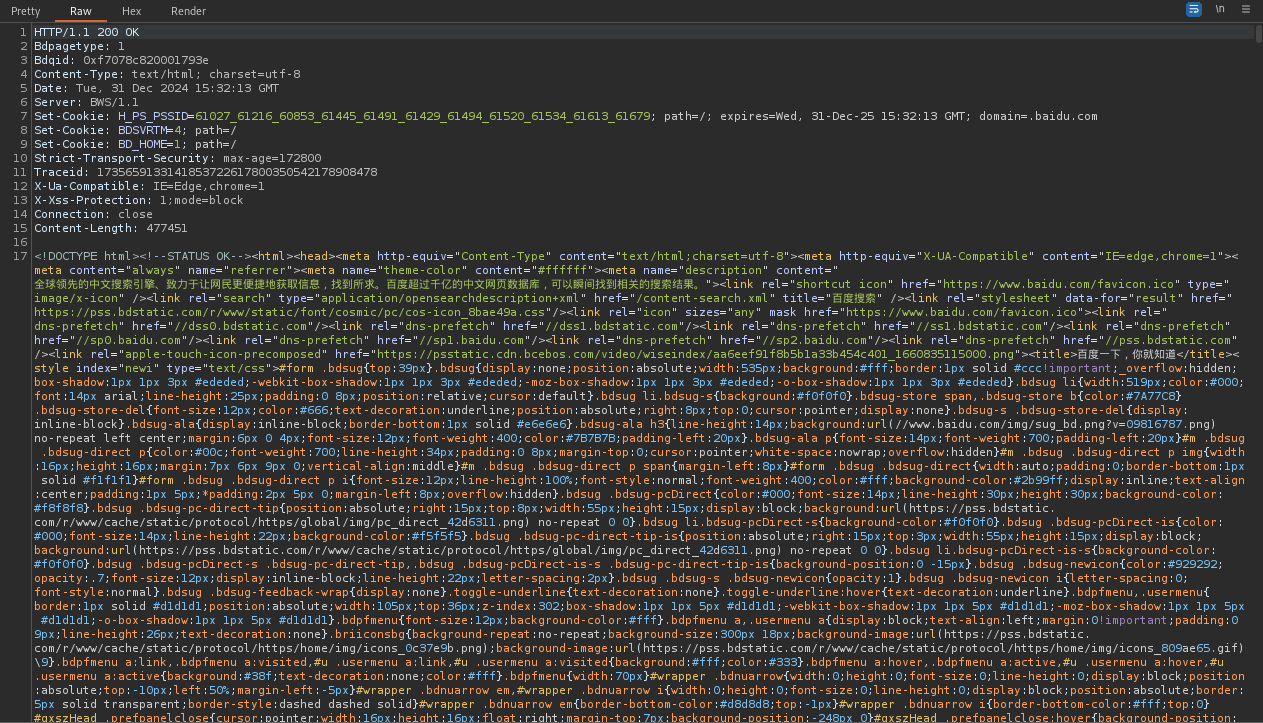 Pretty Raw Hex Render \n ≡
1 HTTP/1.1 200 OK
2 Bdpagetype: 1
3 Bdqid: 0xf7078c820001793e
4 Content-Type: text/html; charset=utf-8
5 Date: Tue, 31 Dec 2024 15:32:13 GMT
6 Server: BWS/1.1
7 Set-Cookie: H_PS_PSSID=61027_61216_60853_61445_61491_61429_61494_61520_61534_61613_61679; path=/; expires=Wed, 31-Dec-25 15:32:13 GMT; domain=.baidu.com
8 Set-Cookie: BDSVRTM=4; path=/
9 Set-Cookie: BD_HOME=1; path=/
10 Strict-Transport-Security: max-age=172800
11 Traceid: 1735659133141853722617800350542178908478
12 X-Ua-Compatible: IE=Edge,chrome=1
13 X-Xss-Protection: 1;mode=block
14 Connection: close
15 Content-Length: 477451
16
17 <!DOCTYPE html><!--STATUS OK--><html><head><meta http-equiv="Content-Type" content="text/html;charset=utf-8"><meta http-equiv="X-UA-Compatible" content="IE=edge,chrome=1"><
meta content="always" name="referrer"><meta name="theme-color" content="#ffffff"><meta name="description" content="
全球领先的中文搜索引擎、致力于让网民更便捷地获取信息，找到所求。百度超过千亿的中文网页数据库，可以瞬间找到相关的搜索结果。"><link rel="shortcut icon" href="https://www.baidu.com/favicon.ico" type="
image/x-icon" /><link rel="search" type="application/opensearchdescription+xml" href="/content-search.xml" title="百度搜索" /><link rel="stylesheet" data-for="result" href="
https://pss.bdstatic.com/r/www/static/font/cosmic/pc/cos-icon_8bae49a.css"/><link rel="icon" sizes="any" mask href="https://www.baidu.com/favicon.ico"><link rel="
dns-prefetch" href="//dss0.bdstatic.com"/><link rel="dns-prefetch" href="//dss1.bdstatic.com"/><link rel="dns-prefetch" href="//ss1.bdstatic.com"/><link rel="dns-prefetch"
href="//sp0.baidu.com"/><link rel="dns-prefetch" href="//sp1.baidu.com"/><link rel="dns-prefetch" href="//sp2.baidu.com"/><link rel="dns-prefetch" href="//pss.bdstatic.com"
/><link rel="apple-touch-icon-precomposed" href="https://psstatic.cdn.bcebos.com/video/wiseindex/aa6eef91f8b5b1a33b454c401_1660835115000.png"><title>百度一下，你就知道</title><
style index="newi" type="text/css">#form .bdsug{top:39px}.bdsug{display:none;position:absolute;width:535px;background:#fff;border:1px solid #ccc!important;_overflow:hidden;
box-shadow:1px 1px 3px #ededed;-webkit-box-shadow:1px 1px 3px #ededed;-moz-box-shadow:1px 1px 3px #ededed;-o-box-shadow:1px 1px 3px #ededed}.bdsug li{width:519px;color:#000;
font:14px arial;line-height:25px;padding:0 8px;position:relative;cursor:default}.bdsug li.bdsug-s{background:#f0f0f0}.bdsug-store span,.bdsug-store b{color:#7A77C8}
.bdsug-store-del{font-size:12px;color:#666;text-decoration:underline;position:absolute;right:8px;top:0;cursor:pointer;display:none}.bdsug-s .bdsug-store-del{display:
inline-block}.bdsug-ala{display:inline-block;border-bottom:1px solid #e6e6e6}.bdsug-ala h3{line-height:14px;background:url(//www.baidu.com/img/sug_bd.png?v=09816787.png)
no-repeat left center;margin:6px 0 4px;font-size:12px;font-weight:400;color:#7B7B7B;padding-left:20px}.bdsug-ala p{font-size:14px;font-weight:700;padding-left:20px}#m .bdsug
.bdsug-direct p{color:#00c;font-weight:700;line-height:34px;padding:0 8px;margin-top:0;cursor:pointer;white-space:nowrap;overflow:hidden}#m .bdsug .bdsug-direct p img{width
:16px;height:16px;margin:7px 6px 9px 0;vertical-align:middle}#m .bdsug .bdsug-direct p span{margin-left:8px}#form .bdsug .bdsug-direct{width:auto;padding:0;border-bottom:1px
solid #f1f1f1}#form .bdsug .bdsug-direct p i{font-size:12px;line-height:100%;font-style:normal;font-weight:400;color:#fff;background-color:#2b99ff;display:inline;text-align
:center;padding:1px 5px;*padding:2px 5px 0;margin-left:8px;overflow:hidden}.bdsug .bdsug-pcDirect{color:#000;font-size:14px;line-height:30px;height:30px;background-color:
#f8f8f8}.bdsug .bdsug-pc-direct-tip{position:absolute;right:15px;top:8px;width:55px;height:15px;display:block;background:url(https://pss.bdstatic.
com/r/www/cache/static/protocol/https/global/img/pc_direct_42d6311.png) no-repeat 0 0}.bdsug li.bdsug-pcDirect-s{background-color:#f0f0f0}.bdsug .bdsug-pcDirect-is{color:
#000;font-size:14px;line-height:22px;background-color:#f5f5f5}.bdsug .bdsug-pc-direct-tip-is{position:absolute;right:15px;top:3px;width:55px;height:15px;display:block;
background:url(https://pss.bdstatic.com/r/www/cache/static/protocol/https/global/img/pc_direct_42d6311.png) no-repeat 0 0}.bdsug li.bdsug-pcDirect-is-s{background-color:
#f0f0f0}.bdsug .bdsug-pcDirect-s .bdsug-pc-direct-tip,.bdsug .bdsug-pcDirect-is-s .bdsug-pc-direct-tip-is{background-position:0 -15px}.bdsug .bdsug-newicon{color:#929292;
opacity:.7;font-size:12px;display:inline-block;line-height:22px;letter-spacing:2px}.bdsug .bdsug-s .bdsug-newicon{opacity:1}.bdsug .bdsug-newicon i{letter-spacing:0;
font-style:normal}.bdsug .bdsug-feedback-wrap{display:none}.toggle-underline{text-decoration:none}.toggle-underline:hover{text-decoration:underline}.bdpfmenu,.usermenu{
border:1px solid #d1d1d1;position:absolute;width:105px;top:36px;z-index:302;box-shadow:1px 1px 5px #d1d1d1;-webkit-box-shadow:1px 1px 5px #d1d1d1;-moz-box-shadow:1px 1px 5px
#d1d1d1;-o-box-shadow:1px 1px 5px #d1d1d1}.bdpfmenu{font-size:12px;background-color:#fff}.bdpfmenu a,.usermenu a{display:block;text-align:left;margin:0!important;padding:0
9px;line-height:26px;text-decoration:none}.briiconsbg{background-repeat:no-repeat;background-size:300px 18px;background-image:url(https://pss.bdstatic.
com/r/www/cache/static/protocol/https/home/img/icons_0c37e9b.png);background-image:url(https://pss.bdstatic.com/r/www/cache/static/protocol/https/home/img/icons_809ae65.gif)
\9}.bdpfmenu a:link,.bdpfmenu a:visited,#u .usermenu a:link,#u .usermenu a:visited{background:#fff;color:#333}.bdpfmenu a:hover,.bdpfmenu a:active,#u .usermenu a:hover,#u
.usermenu a:active{background:#38f;text-decoration:none;color:#fff}.bdpfmenu{width:70px}#wrapper .bdnuarrow{width:0;height:0;font-size:0;line-height:0;display:block;position
:absolute;top:-10px;left:50%;margin-left:-5px}#wrapper .bdnuarrow em,#wrapper .bdnuarrow i{width:0;height:0;font-size:0;line-height:0;display:block;position:absolute;border:
5px solid transparent;border-style:dashed dashed solid}#wrapper .bdnuarrow em{border-bottom-color:#d8d8d8;top:-1px}#wrapper .bdnuarrow i{border-bottom-color:#fff;top:0}
#gxszHead .prefpanelclose{cursor:pointer;width:16px;height:16px;float:right;margin-top:7px;background-position:-248px 0}#gxszHead .prefpanelclose:hover{background-position: